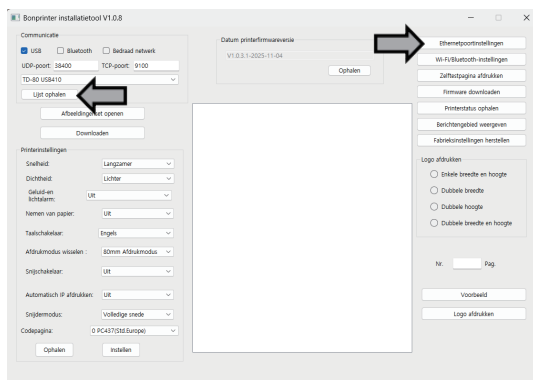 Bonprinter installatietool V1.0.8
Communicatie
USB
Bluetooth
Bedraad netwerk
UDP-poort: 38400
TCP-poort: 9100
TD-80 USB410
Lijst ophalen
Downloaden
Printerinstellingen
Snelheid: Langzamer
Dichtheid: Lichter
Geluid-en
lichtalarm: Uit
Nemen van papier: Uit
Taalschakelaar: Engels
Afdrukmodus wisselen : 80mm Afdrukmodus
Snijschakelaar: Uit
Automatisch IP afdrukken: Uit
Snijdermodus: Volledige snede
Codepagina: 0 PC437(Std.Europe)
Ophalen
Instellen
Datum printerfirmwareversie
V1.0.3.1-2025-11-04
Ophalen
Ethernetpoortinstellingen
Wi-Fi/Bluetooth-instellingen
Zelftestpagina afdrukken
Firmware downloaden
Printerstatus ophalen
Berichtengebied weergeven
Fabrieksinstellingen herstellen
Logo afdrukken
Enkele breedte en hoogte
Dubbele breedte
Dubbele hoogte
Dubbele breedte en hoogte
Nr.
Pag.
Voorbeeld
Logo afdrukken